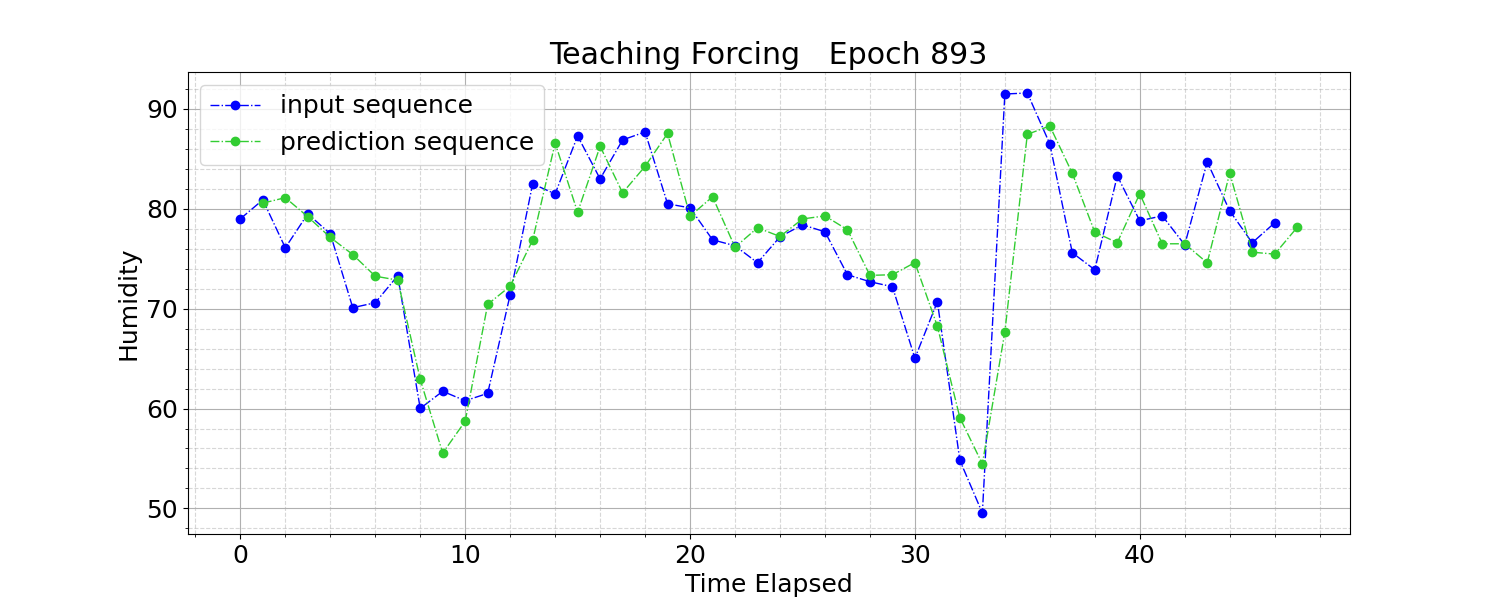 Teaching Forcing   Epoch 893
input sequence
prediction sequence
Humidity
90
80
70
60
50
0 10 20 30 40
Time Elapsed